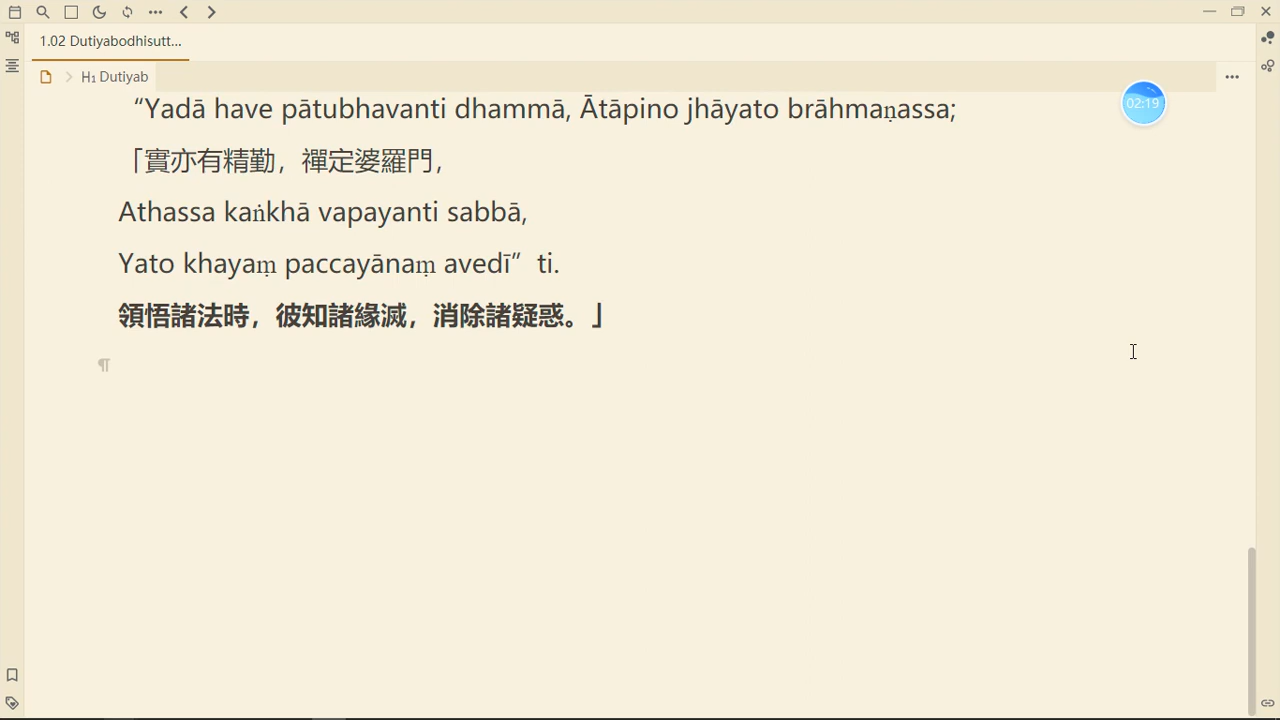 1.02 Dutiyabodhisutt...
H1 Dutiyab
“Yadā have pātubhavanti dhammā, Ātāpino jhāyato brāhmaṇassa;
02:19
「實亦有精勤，禪定婆羅門，
Athassa kaṅkhā vapayanti sabbā,
Yato khayaṃ paccayānaṃ avedī” ti.
領悟諸法時，彼知諸緣滅，消除諸疑惑。」
¶